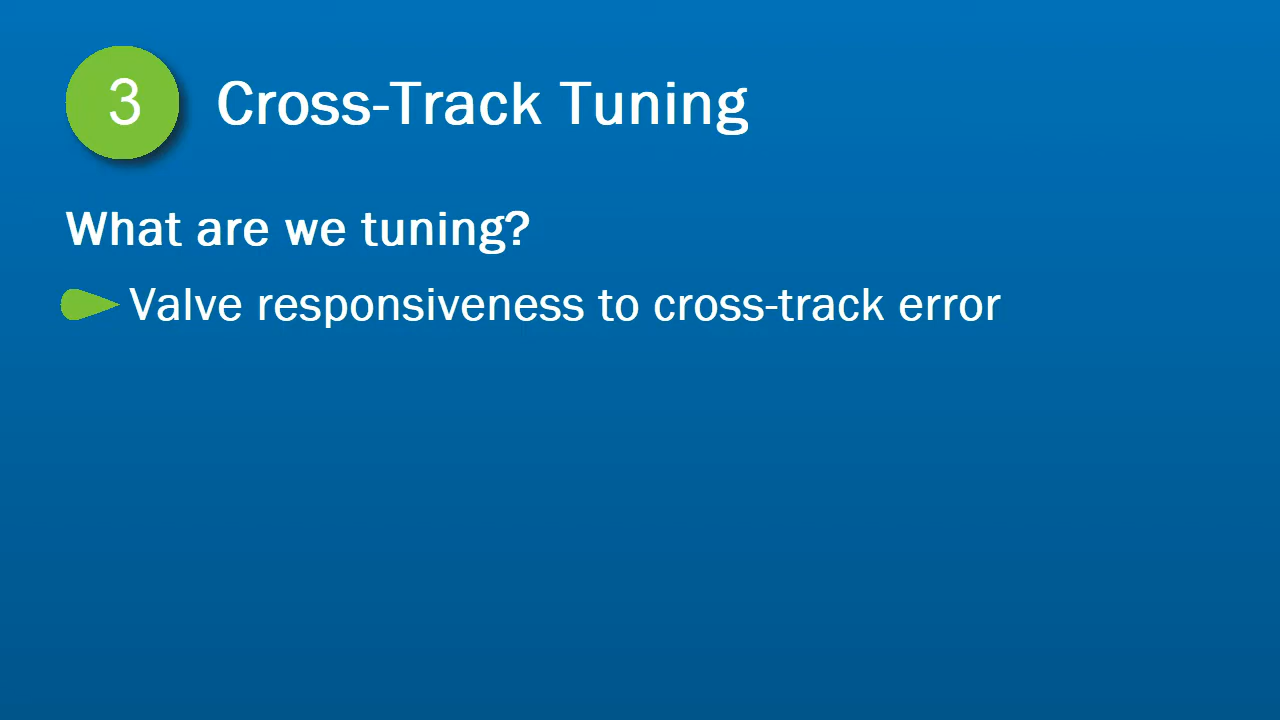 3 Cross-Track Tuning
What are we tuning?
Valve responsiveness to cross-track error